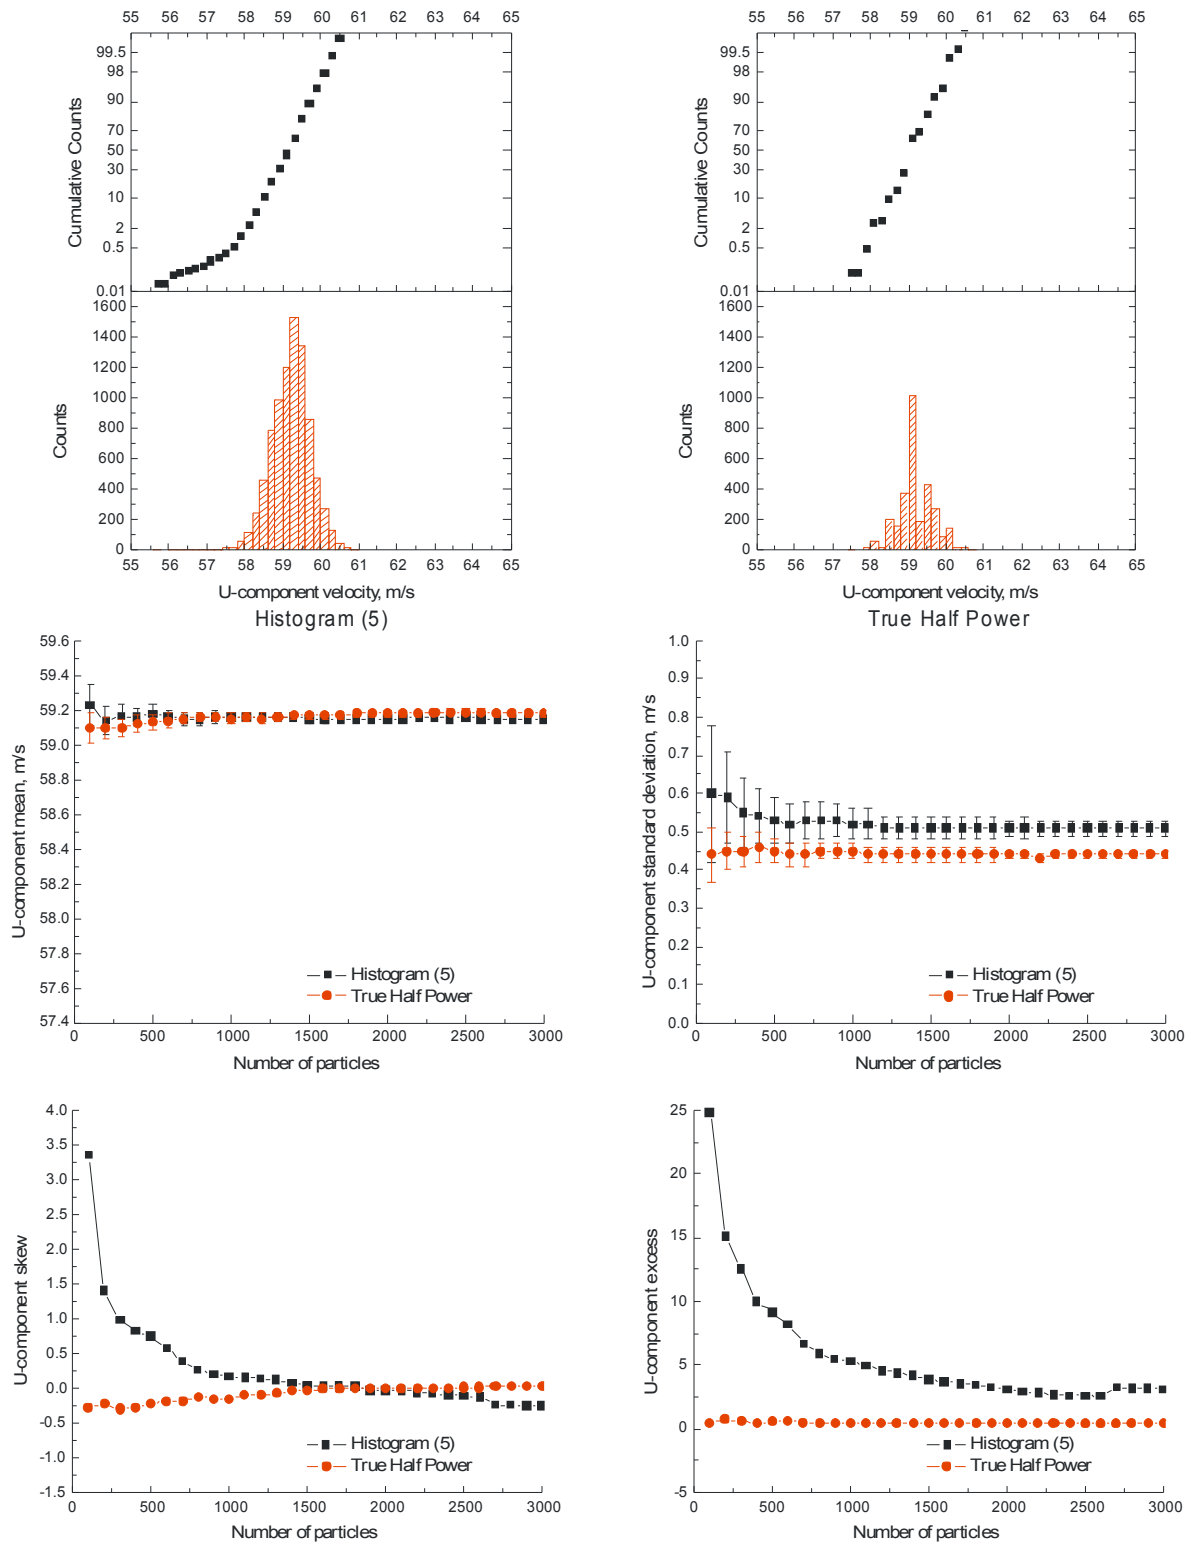 55 56 57 58 59 60 61 62 63 64 65
99.5
98
90
70
50
30
10
2
0.5
0.01
Cumulative Counts
1600
1400
1200
1000
800
600
400
200
0
Counts
55 56 57 58 59 60 61 62 63 64 65
U-component velocity, m/s
Histogram (5)
55 56 57 58 59 60 61 62 63 64 65
99.5
98
90
70
50
30
10
2
0.5
0.01
Cumulative Counts
1600
1400
1200
1000
800
600
400
200
0
Counts
55 56 57 58 59 60 61 62 63 64 65
U-component velocity, m/s
True Half Power
59.6
59.4
59.2
59.0
58.8
58.6
58.4
58.2
58.0
57.8
57.6
57.4
U-component mean, m/s
Histogram (5)
True Half Power
0 500 1000 1500 2000 2500 3000
Number of particles
1.0
0.9
0.8
0.7
0.6
0.5
0.4
0.3
0.2
0.1
0.0
U-component standard deviation, m/s
Histogram (5)
True Half Power
0 500 1000 1500 2000 2500 3000
Number of particles
4.0
3.5
3.0
2.5
2.0
1.5
1.0
0.5
0.0
-0.5
-1.0
-1.5
U-component skew
Histogram (5)
True Half Power
0 500 1000 1500 2000 2500 3000
Number of particles
25
20
15
10
5
0
-5
U-component excess
Histogram (5)
True Half Power
0 500 1000 1500 2000 2500 3000
Number of particles